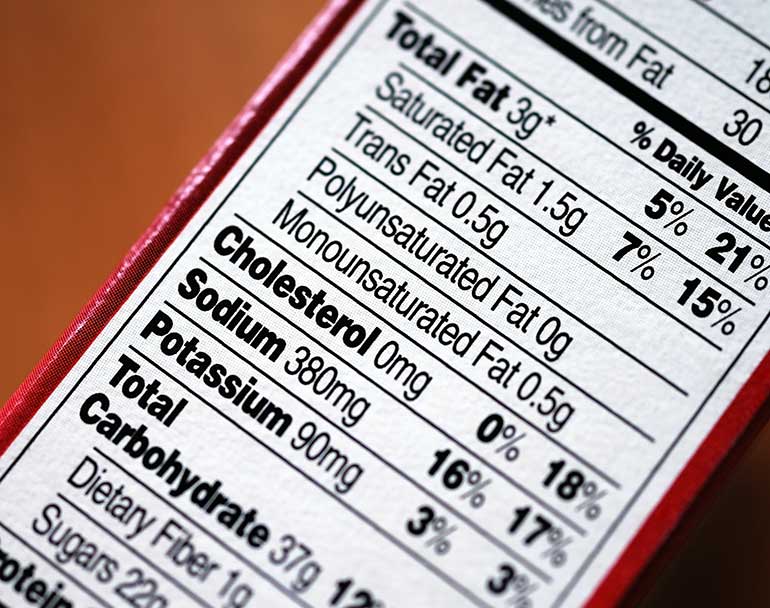 18
ies from Fat 30
% Daily Value
Total Fat 3g* 5% 21%
Saturated Fat 1.5g 7% 15%
Trans Fat 0.5g
Polyunsaturated Fat 0g
Monounsaturated Fat 0.5g
Cholesterol 0mg 0% 18%
Sodium 380mg 16% 17%
Potassium 90mg 3% 3%
Total
Carbohydrate 37g 12
Dietary Fiber 1g
Sugars 22g
otein